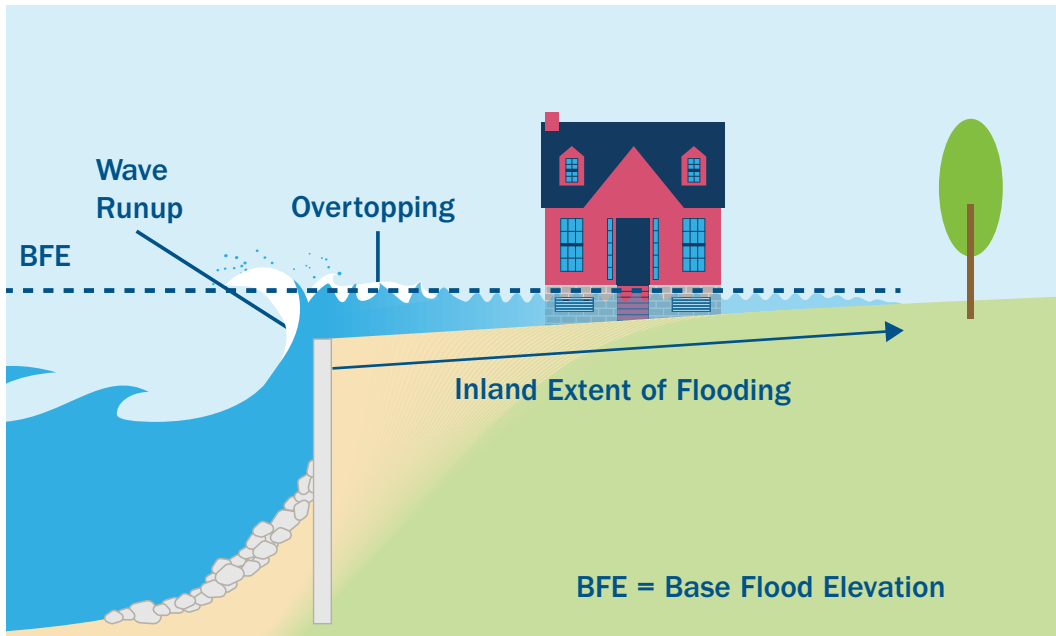 Wave
Runup
Overtopping
BFE
Inland Extent of Flooding
BFE = Base Flood Elevation